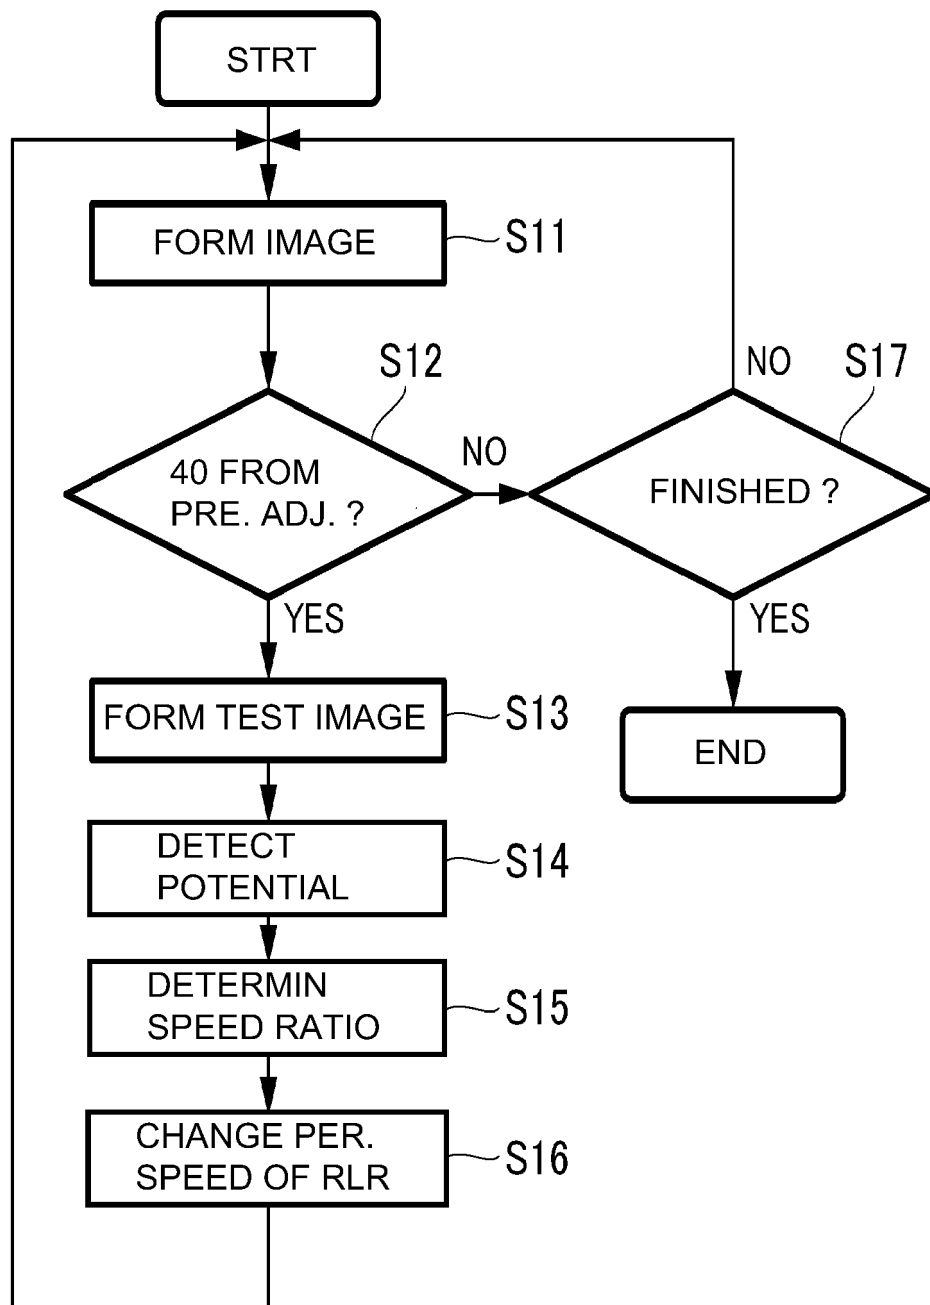 STRT
FORM IMAGE
S11
S12
40 FROM
PRE. ADJ. ?
NO
YES
S17
NO
FINISHED ?
YES
END
FORM TEST IMAGE
S13
DETECT
POTENTIAL
S14
DETERMIN
SPEED RATIO
S15
CHANGE PER.
SPEED OF RLR
S16